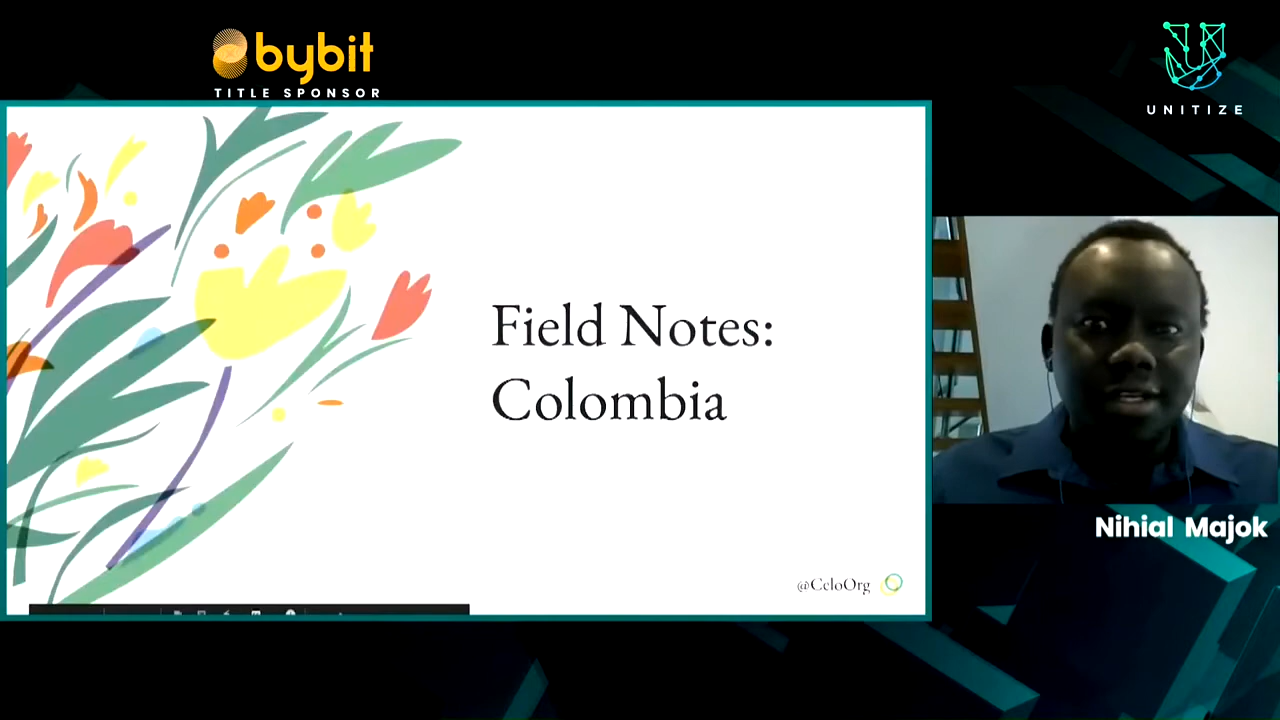 bybit
TITLE SPONSOR
UNITIZE
Field Notes:
Colombia
@CeloOrg
Nihial Majok